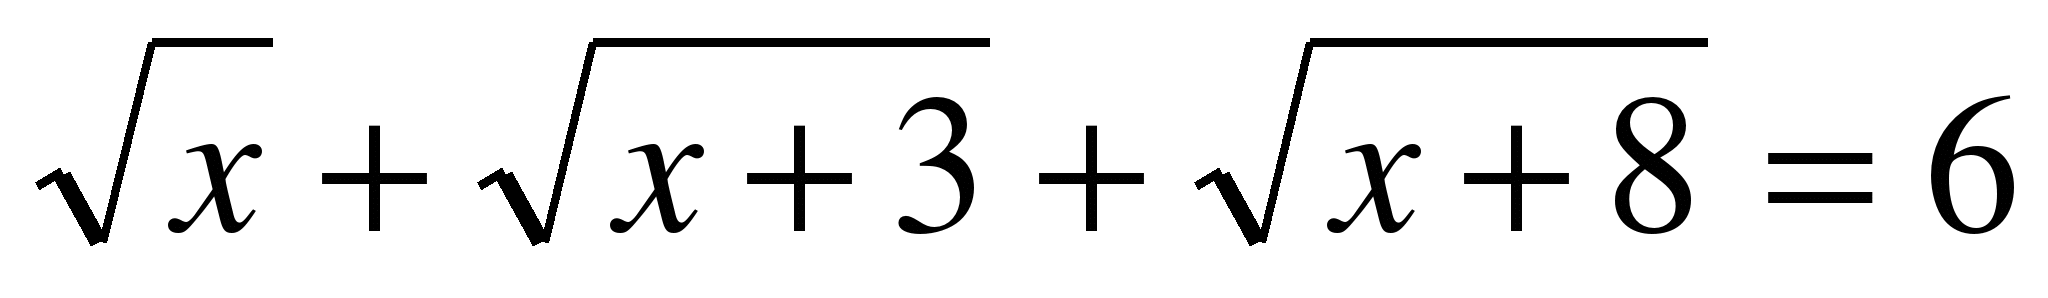 √x + √x + 3 + √x + 8 = 6